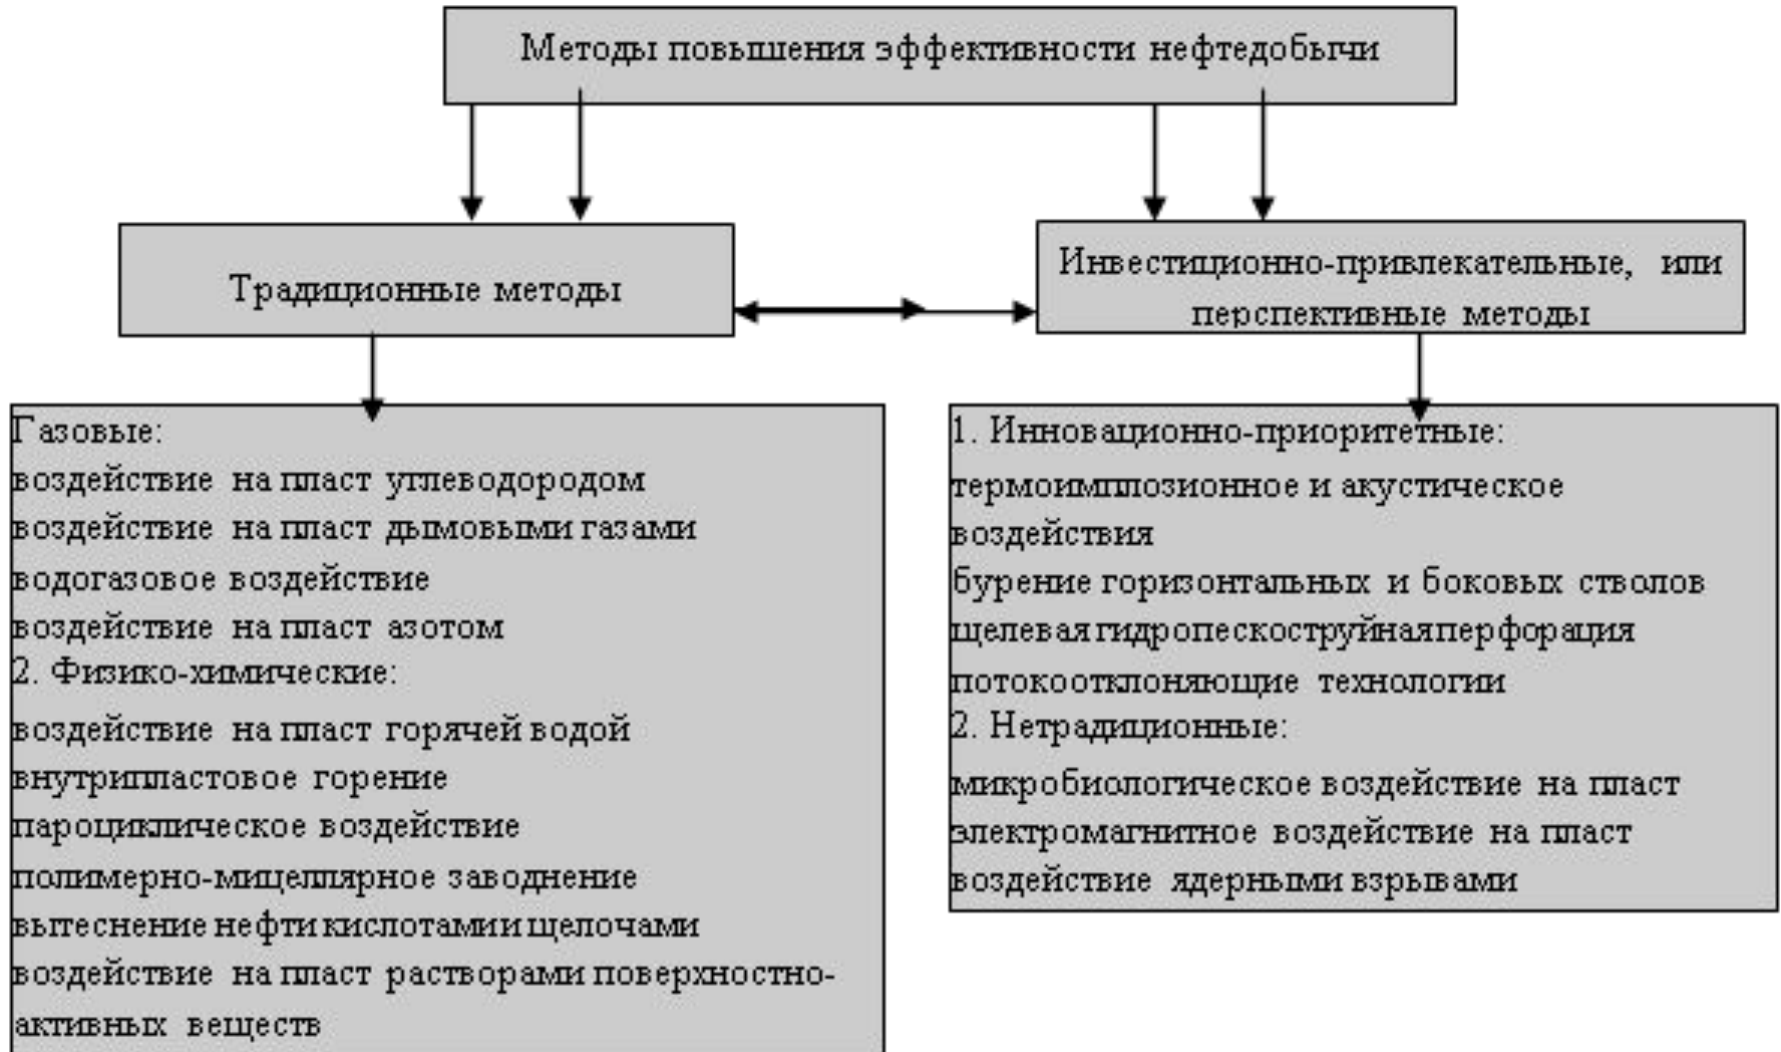 Методы повышения эффективности нефтедобычи
Традиционные методы
Инвестиционно-привлекательные, или
перспективные методы
Газовые:
воздействие на пласт углеводородом
воздействие на пласт дымовыми газами
водогазовое воздействие
воздействие на пласт азотом
2. Физико-химические:
воздействие на пласт горячей водой
внутрипластовое горение
пароциклическое воздействие
полимерно-мицеллярное заводнение
вытеснение нефти кислотами и щелочами
воздействие на пласт растворами поверхностно-
активных веществ
1. Инновационно-приоритетные:
термоимплозионное и акустическое
воздействия
бурение горизонтальных и боковых стволов
щелевая гидропескоструйная перфорация
потокоотклоняющие технологии
2. Нетрадиционные:
микробиологическое воздействие на пласт
электромагнитное воздействие на пласт
воздействие ядерными взрывами